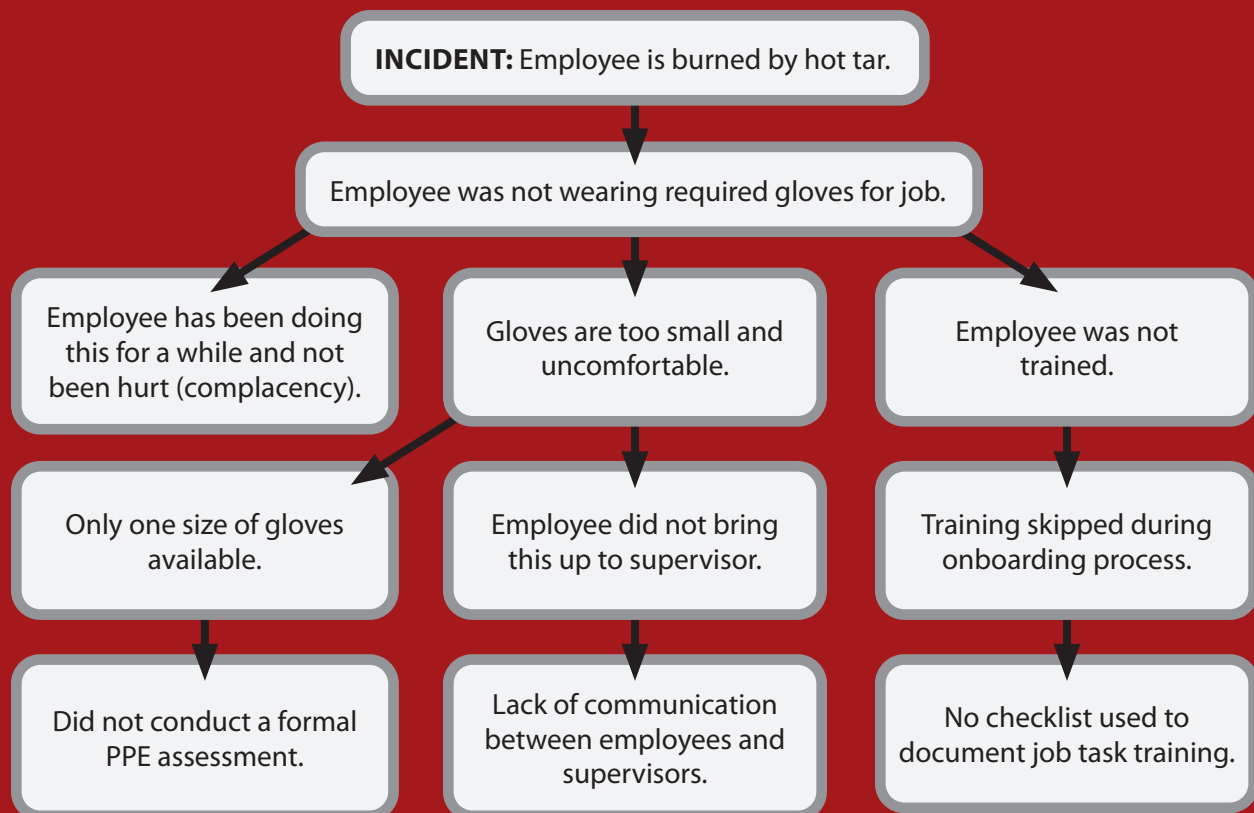 INCIDENT: Employee is burned by hot tar.
Employee was not wearing required gloves for job.
Employee has been doing
this for a while and not
been hurt (complacency).
Gloves are too small and
uncomfortable.
Employee was not
trained.
Only one size of gloves
available.
Employee did not bring
this up to supervisor.
Training skipped during
onboarding process.
Did not conduct a formal
PPE assessment.
Lack of communication
between employees and
supervisors.
No checklist used to
document job task training.